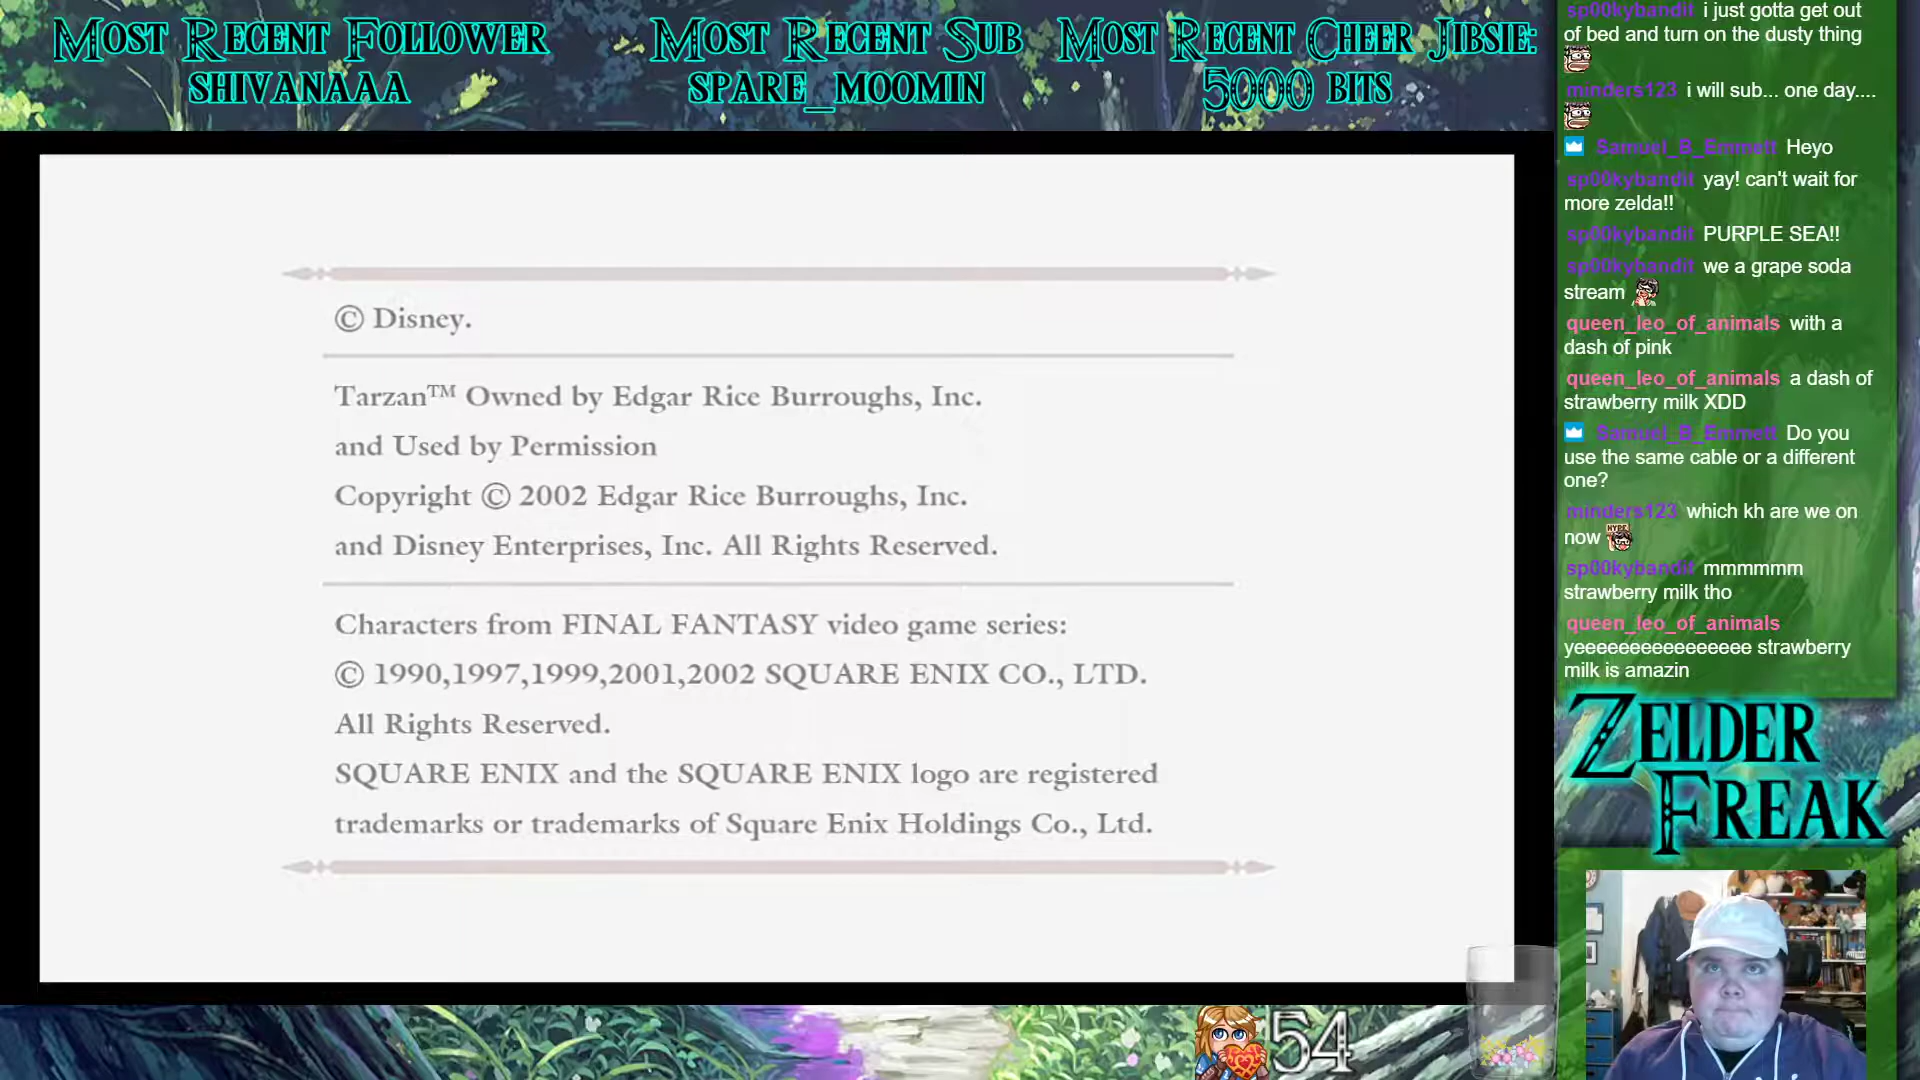 MOST RECENT FOLLOWER
SHIVANAAA
MOST RECENT SUB
SPARE_MOOMIN
MOST RECENT CHEER JIBSIE:
5000 BITS
© Disney.
Tarzan™ Owned by Edgar Rice Burroughs, Inc.
and Used by Permission
Copyright © 2002 Edgar Rice Burroughs, Inc.
and Disney Enterprises, Inc. All Rights Reserved.
Characters from FINAL FANTASY video game series:
© 1990,1997,1999,2001,2002 SQUARE ENIX CO., LTD.
All Rights Reserved.
SQUARE ENIX and the SQUARE ENIX logo are registered
trademarks or trademarks of Square Enix Holdings Co., Ltd.
54
sp00kybandit i just gotta get out
of bed and turn on the dusty thing
minders123 i will sub... one day....
Samuel_B_Emmett Heyo
sp00kybandit yay! can't wait for
more zelda!!
sp00kybandit PURPLE SEA!!
sp00kybandit we a grape soda
stream
queen_leo_of_animals with a
dash of pink
queen_leo_of_animals a dash of
strawberry milk XDD
Samuel_B_Emmett Do you
use the same cable or a different
one?
minders123 which kh are we on
now
sp00kybandit mmmmmm
strawberry milk tho
queen_leo_of_animals
yeeeeeeeeeeeeeeee strawberry
milk is amazin
ZELDER
FREAK